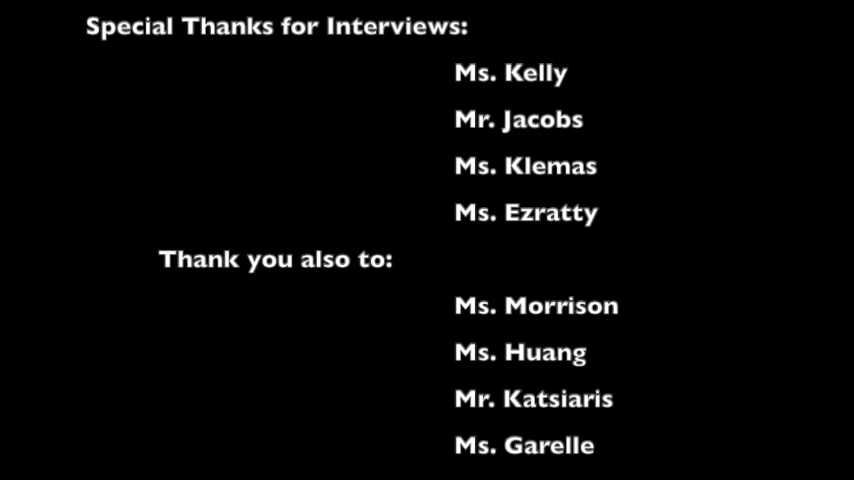 Special Thanks for Interviews:
Ms. Kelly
Mr. Jacobs
Ms. Klemas
Ms. Ezratty
Thank you also to:
Ms. Morrison
Ms. Huang
Mr. Katsiaris
Ms. Garelle